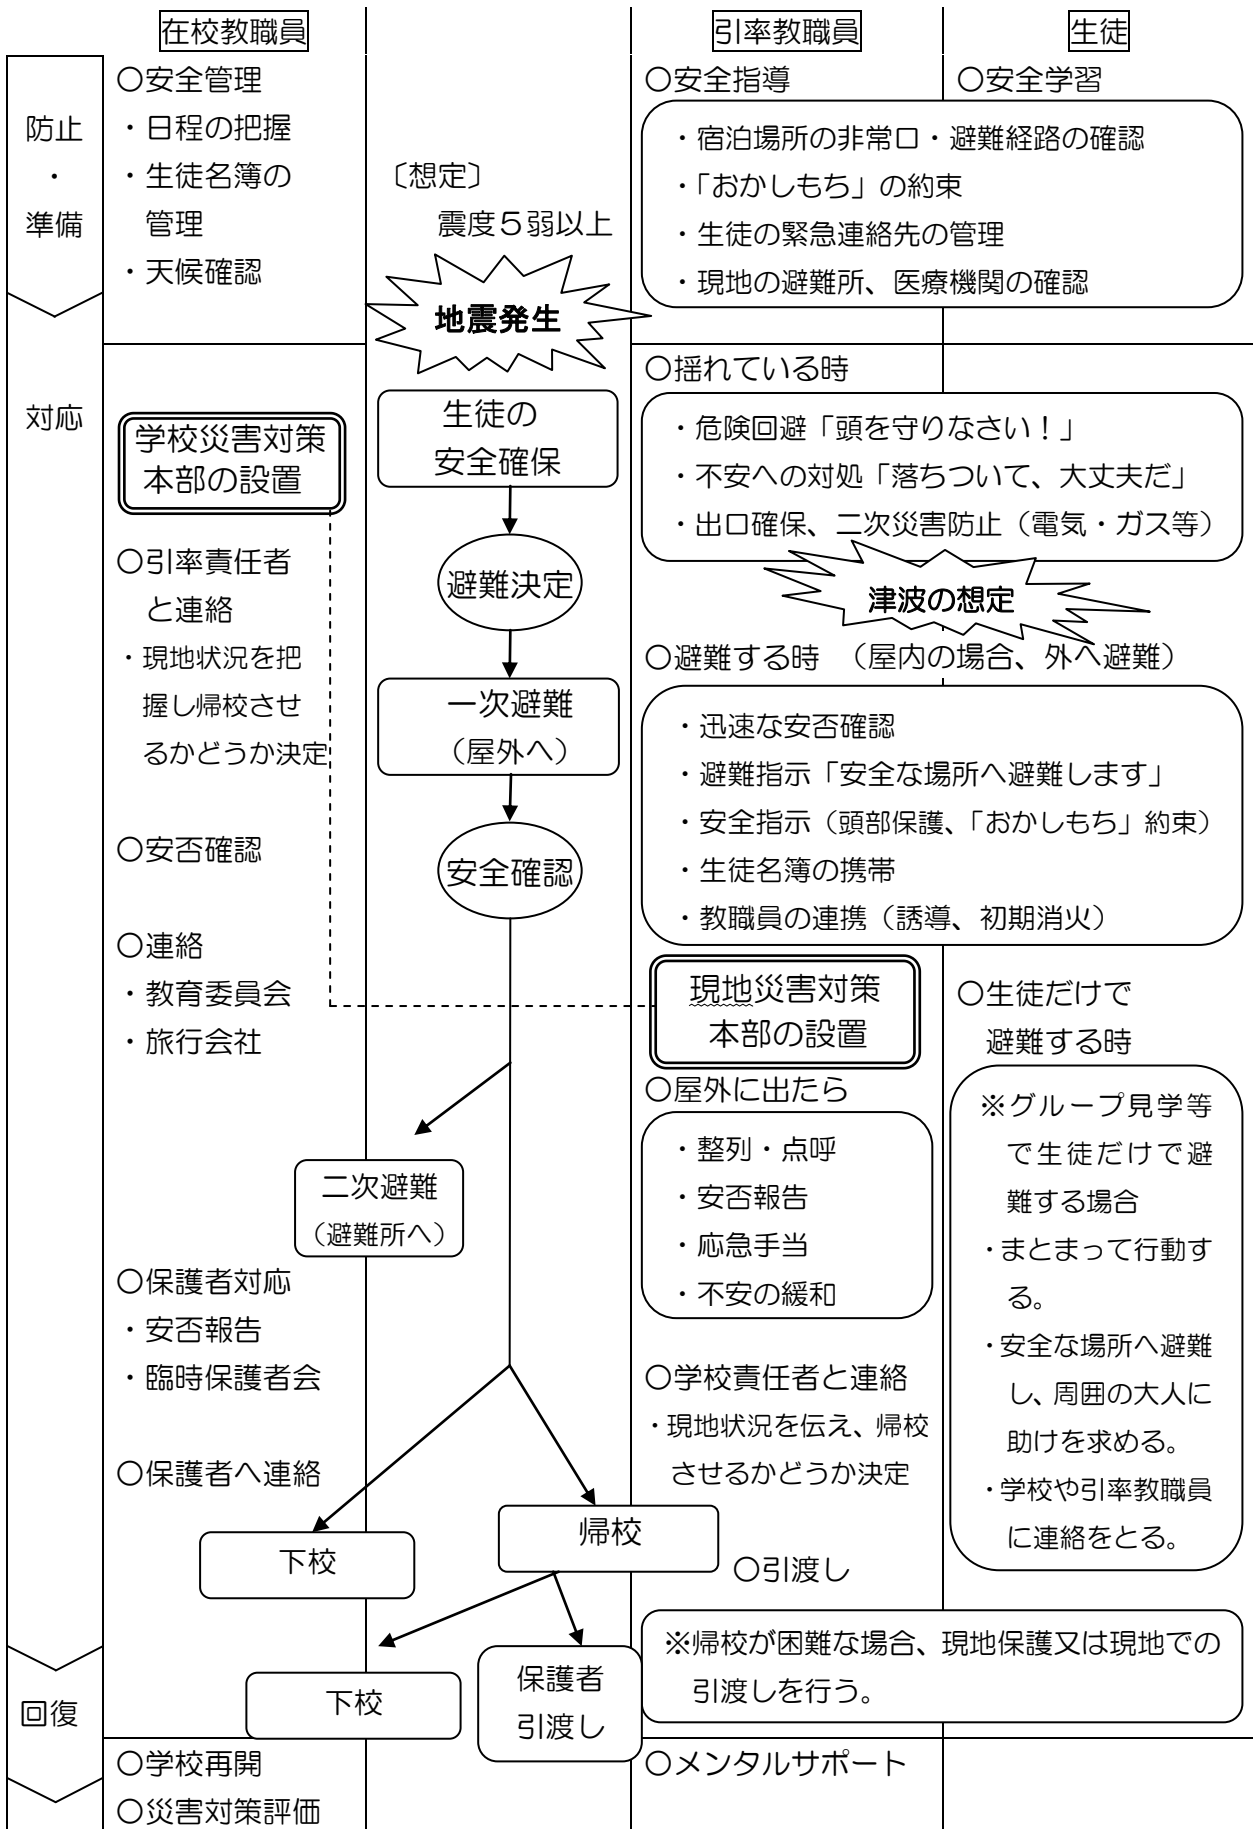 在校教職員
引率教職員
生徒
防止
・
準備
対応
回復
〇安全管理
・日程の把握
・生徒名簿の
管理
・天候確認
〔想定〕
震度５弱以上
地震発生
〇安全指導
〇安全学習
・宿泊場所の非常口・避難経路の確認
・「おかしもち」の約束
・生徒の緊急連絡先の管理
・現地の避難所、医療機関の確認
学校災害対策
本部の設置
〇引率責任者
と連絡
・現地状況を把
握し帰校させ
るかどうか決定
〇安否確認
〇連絡
・教育委員会
・旅行会社
〇保護者対応
・安否報告
・臨時保護者会
〇保護者へ連絡
生徒の
安全確保
避難決定
一次避難
（屋外へ）
安全確認
二次避難
（避難所へ）
下校
帰校
下校
保護者
引渡し
〇揺れている時
・危険回避「頭を守りなさい！」
・不安への対処「落ちついて、大丈夫だ」
・出口確保、二次災害防止（電気・ガス等）
津波の想定
〇避難する時　（屋内の場合、外へ避難）
・迅速な安否確認
・避難指示「安全な場所へ避難します」
・安全指示（頭部保護、「おかしもち」約束）
・生徒名簿の携帯
・教職員の連携（誘導、初期消火）
現地災害対策
本部の設置
〇屋外に出たら
・整列・点呼
・安否報告
・応急手当
・不安の緩和
〇学校責任者と連絡
・現地状況を伝え、帰校
させるかどうか決定
〇引渡し
〇生徒だけで
避難する時
※グループ見学等
で生徒だけで避
難する場合
・まとまって行動す
る。
・安全な場所へ避難
し、周囲の大人に
助けを求める。
・学校や引率教職員
に連絡をとる。
※帰校が困難な場合、現地保護又は現地での
引渡しを行う。
〇学校再開
〇災害対策評価
〇メンタルサポート